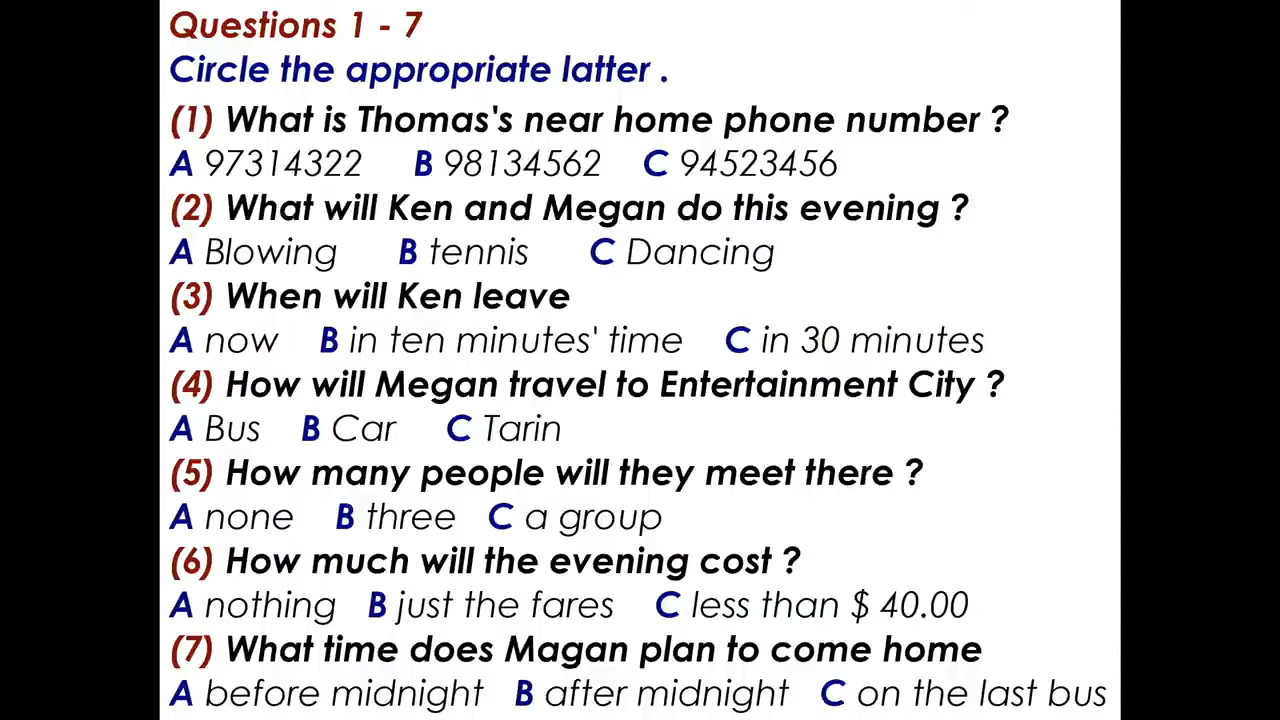 Questions 1 - 7
Circle the appropriate latter .
(1) What is Thomas's near home phone number ?
A 97314322 B 98134562 C 94523456
(2) What will Ken and Megan do this evening ?
A Blowing B tennis C Dancing
(3) When will Ken leave
A now B in ten minutes' time C in 30 minutes
(4) How will Megan travel to Entertainment City ?
A Bus B Car C Tarin
(5) How many people will they meet there ?
A none B three C a group
(6) How much will the evening cost ?
A nothing B just the fares C less than $ 40.00
(7) What time does Magan plan to come home
A before midnight B after midnight C on the last bus